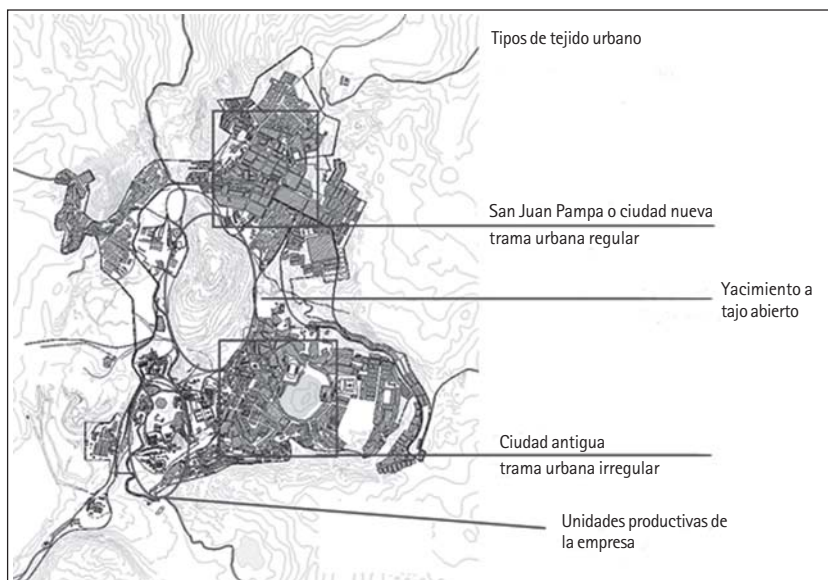 Tipos de tejido urbano
San Juan Pampa o ciudad nueva
trama urbana regular
Yacimiento a
tajo abierto
Ciudad antigua
trama urbana irregular
Unidades productivas de
la empresa